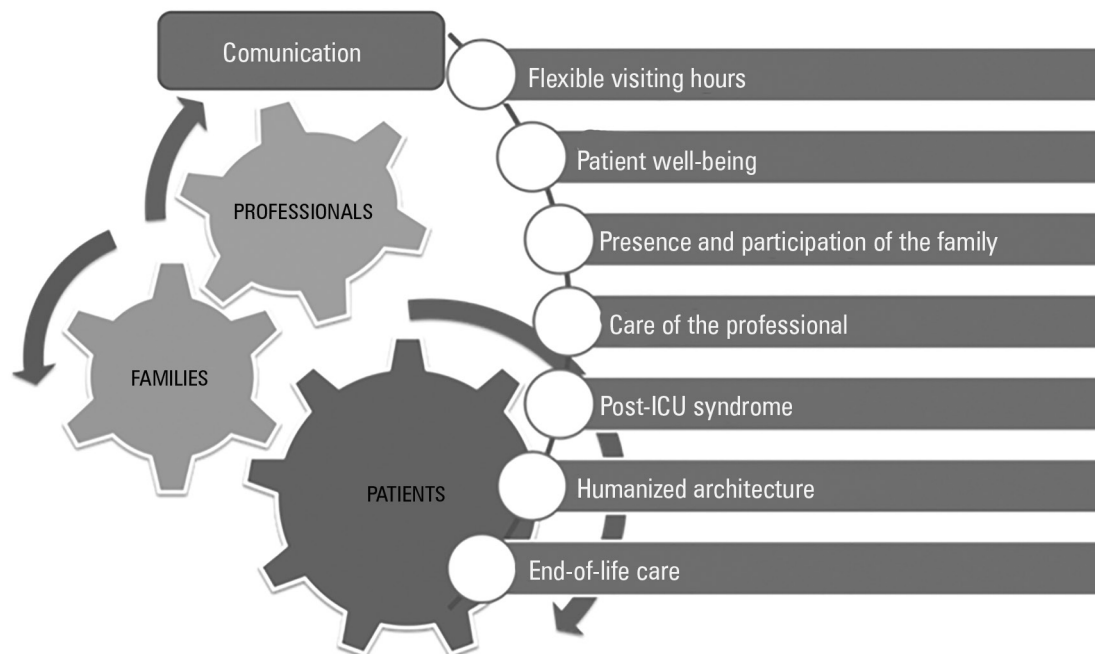 Comunication
Flexible visiting hours
Patient well-being
PROFESSIONALS
Presence and participation of the family
Care of the professional
FAMILIES
Post-ICU syndrome
PATIENTS
Humanized architecture
End-of-life care